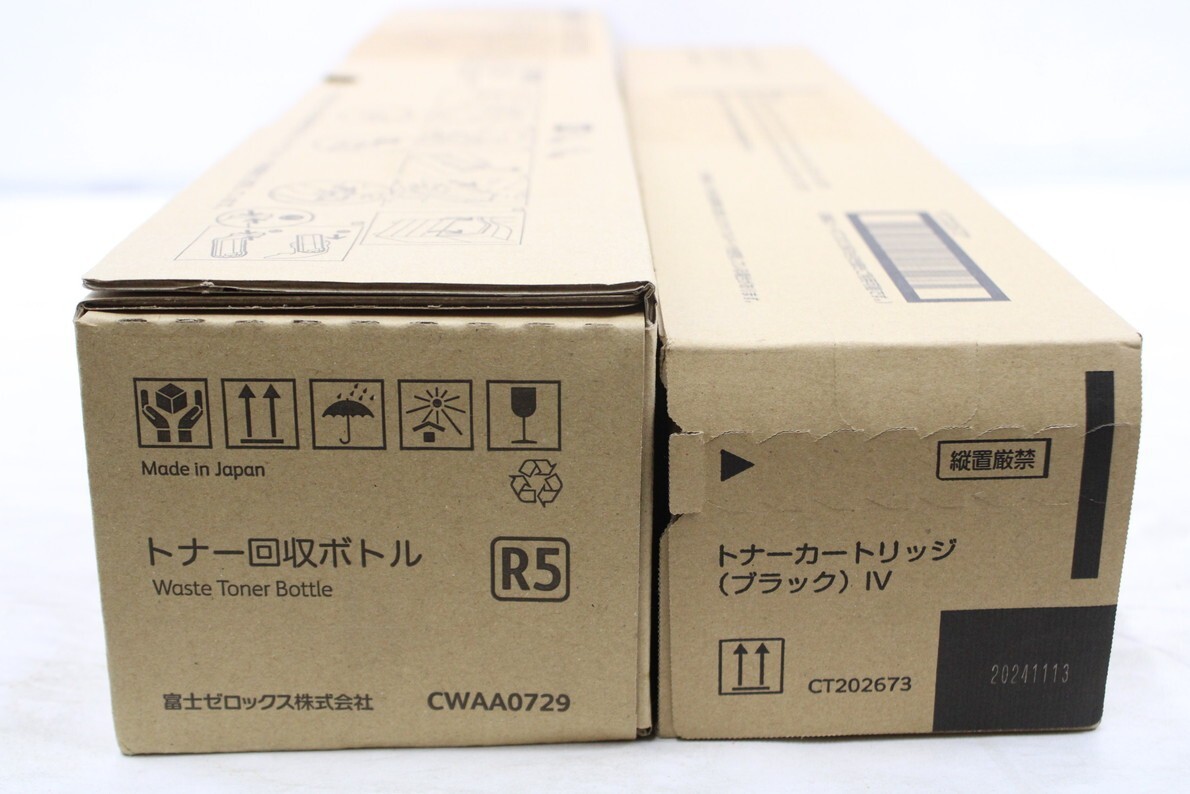 Made in Japan
トナー回収ボトル
Waste Toner Bottle
R5
富士ゼロックス株式会社
CWAA0729
縦置厳禁
トナーカートリッジ
（ブラック）IV
CT202673
20241113